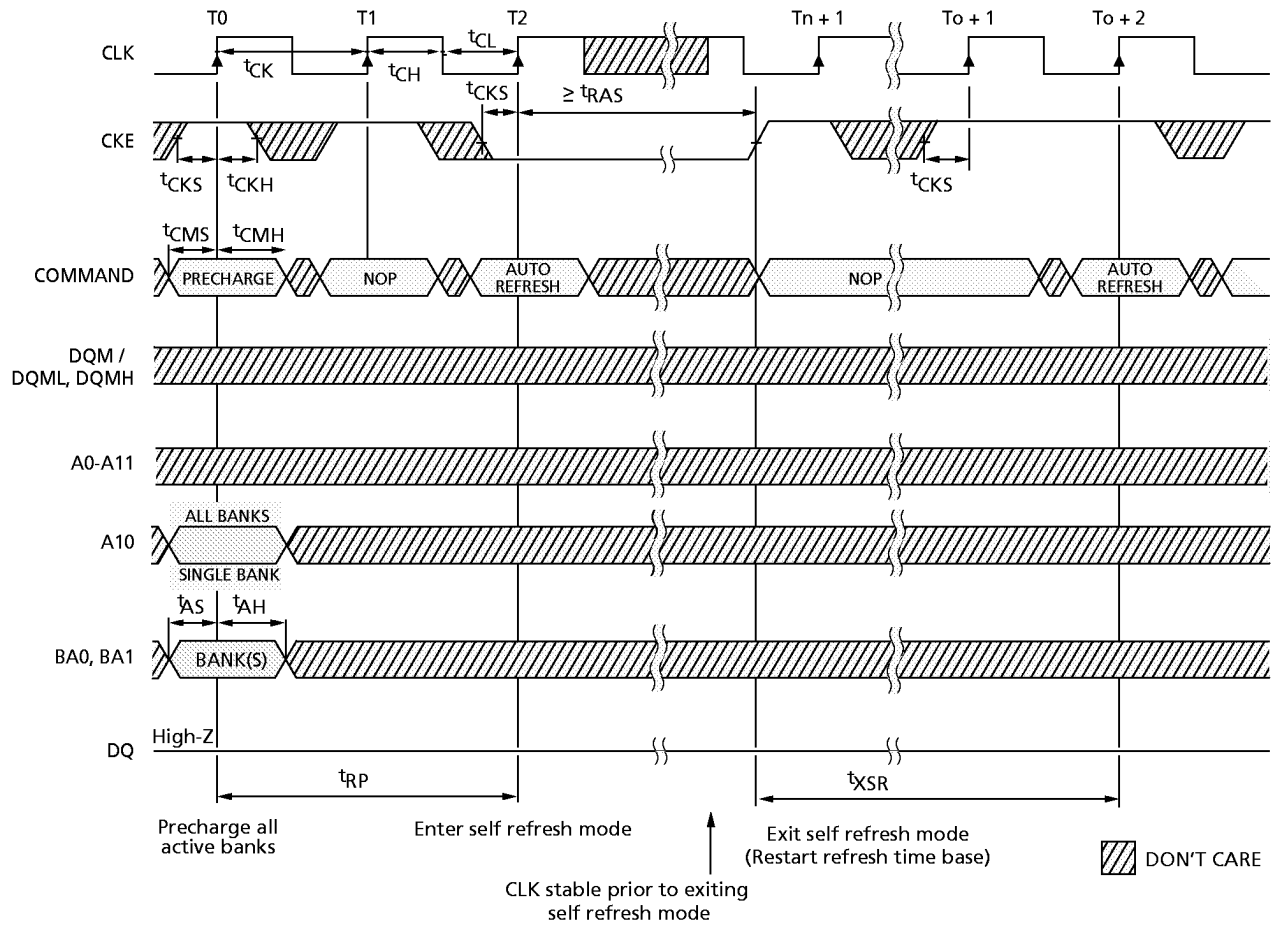 T0 T1 T2 Tn + 1 To + 1 To + 2
CLK
tCK tCH tCL
tCKS ≥ tRAS
CKE
tCKS tCKH tCKS
tCMS tCMH
COMMAND PRECHARGE NOP AUTO REFRESH NOP AUTO REFRESH
DQM /
DQML, DQMH
A0-A11
ALL BANKS
A10
SINGLE BANK
tAS tAH
BA0, BA1 BANK(S)
High-Z
DQ
tRP tXSR
Precharge all
active banks
Enter self refresh mode
Exit self refresh mode
(Restart refresh time base)
CLK stable prior to exiting
self refresh mode
DON'T CARE